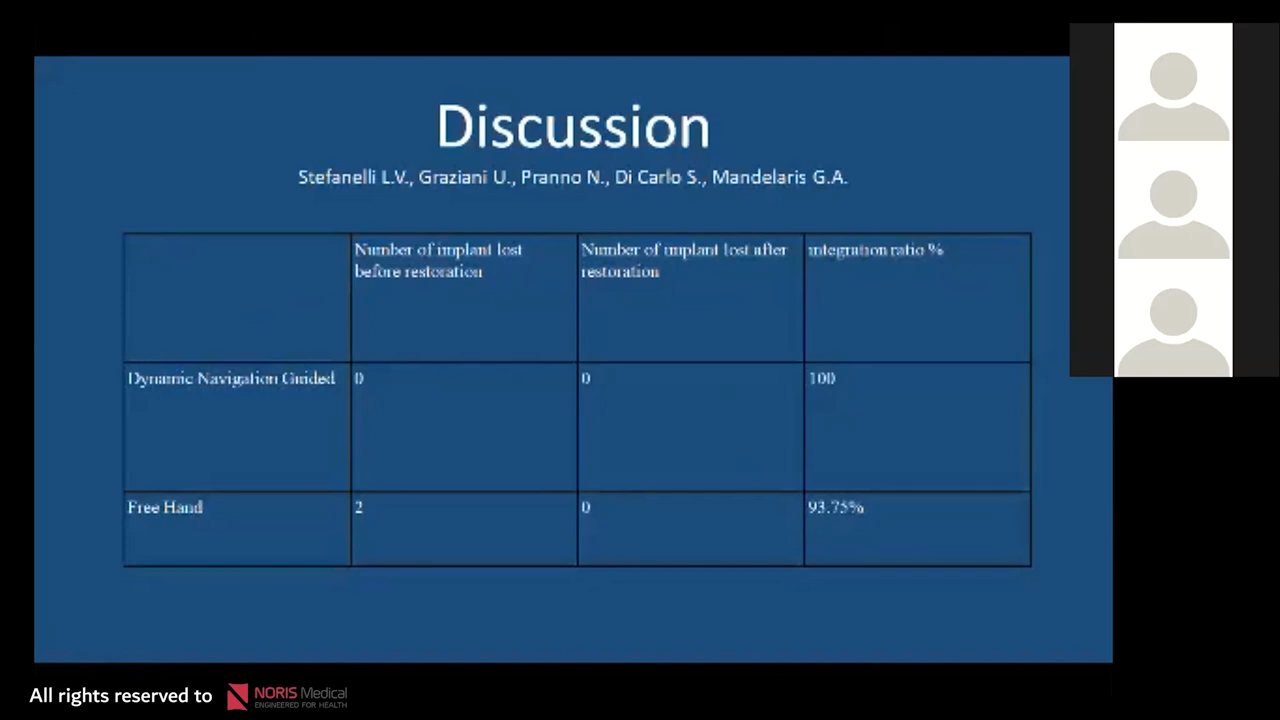 Discussion
Stefanelli L.V., Graziani U., Pranno N., Di Carlo S., Mandelaris G.A.
Number of implant lost before restoration
Number of implant lost after restoration
integration ratio %
Dynamic Navigation Guided
0
0
100
Free Hand
2
0
93.75%
All rights reserved to
NORIS Medical
ENGINEERED FOR HEALTH